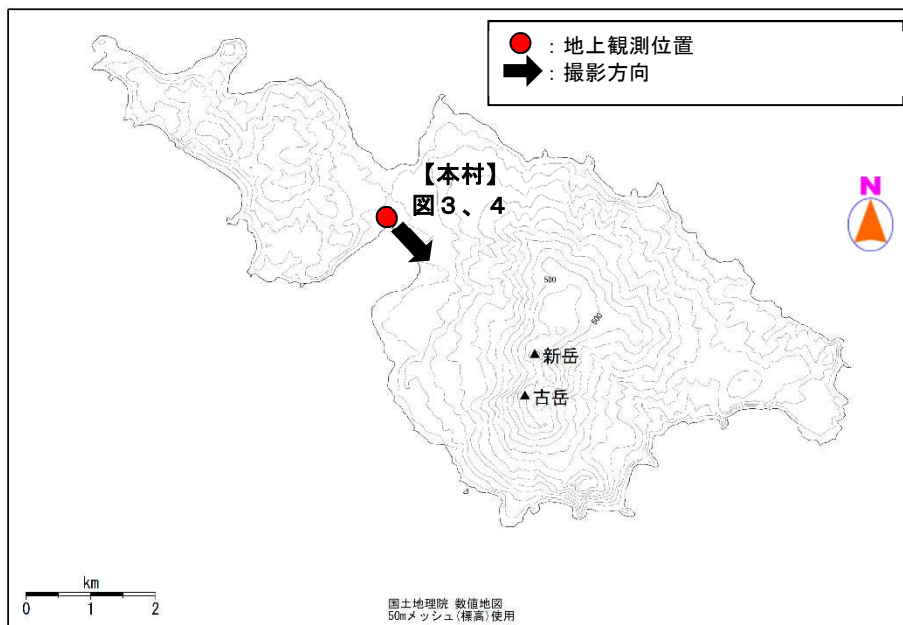 ：地上観測位置
：撮影方向
【本村】
図３、４
N
500
500
▲新岳
▲古岳
km
0 1 2
国土地理院 数値地図
50mメッシュ(標高)使用